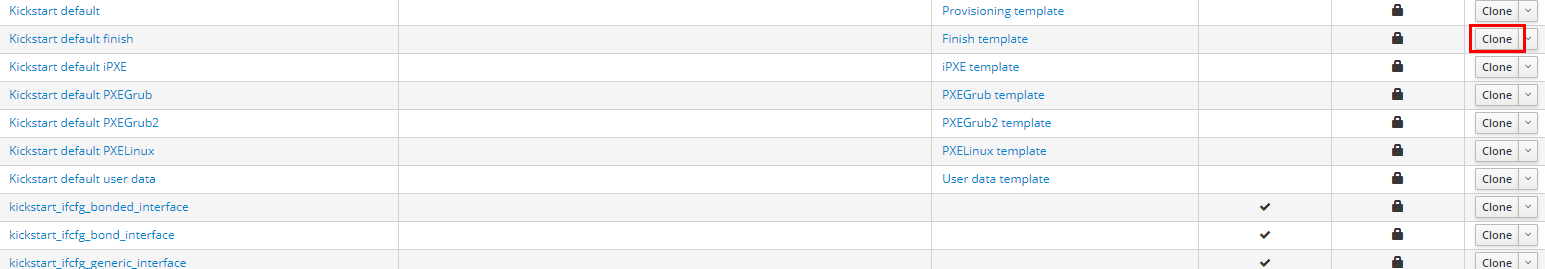 Kickstart default Provisioning template Clone
Kickstart default finish Finish template Clone
Kickstart default iPXE iPXE template Clone
Kickstart default PXEGrub PXEGrub template Clone
Kickstart default PXEGrub2 PXEGrub2 template Clone
Kickstart default PXELinux PXELinux template Clone
Kickstart default user data User data template Clone
kickstart_ifcfg_bonded_interface Clone
kickstart_ifcfg_bond_interface Clone
kickstart_ifcfg_generic_interface Clone